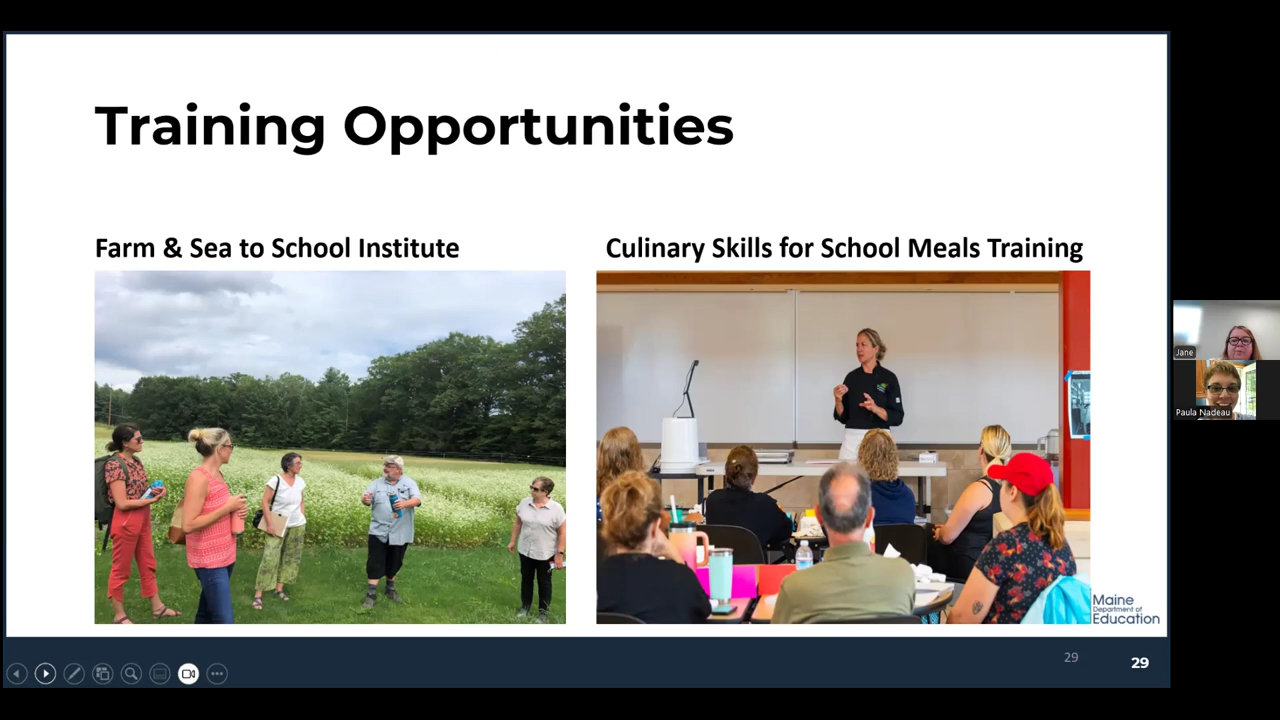 Training Opportunities
Farm & Sea to School Institute
Culinary Skills for School Meals Training
Jane
Paula Nadeau
Maine
Department of
Education
29
29